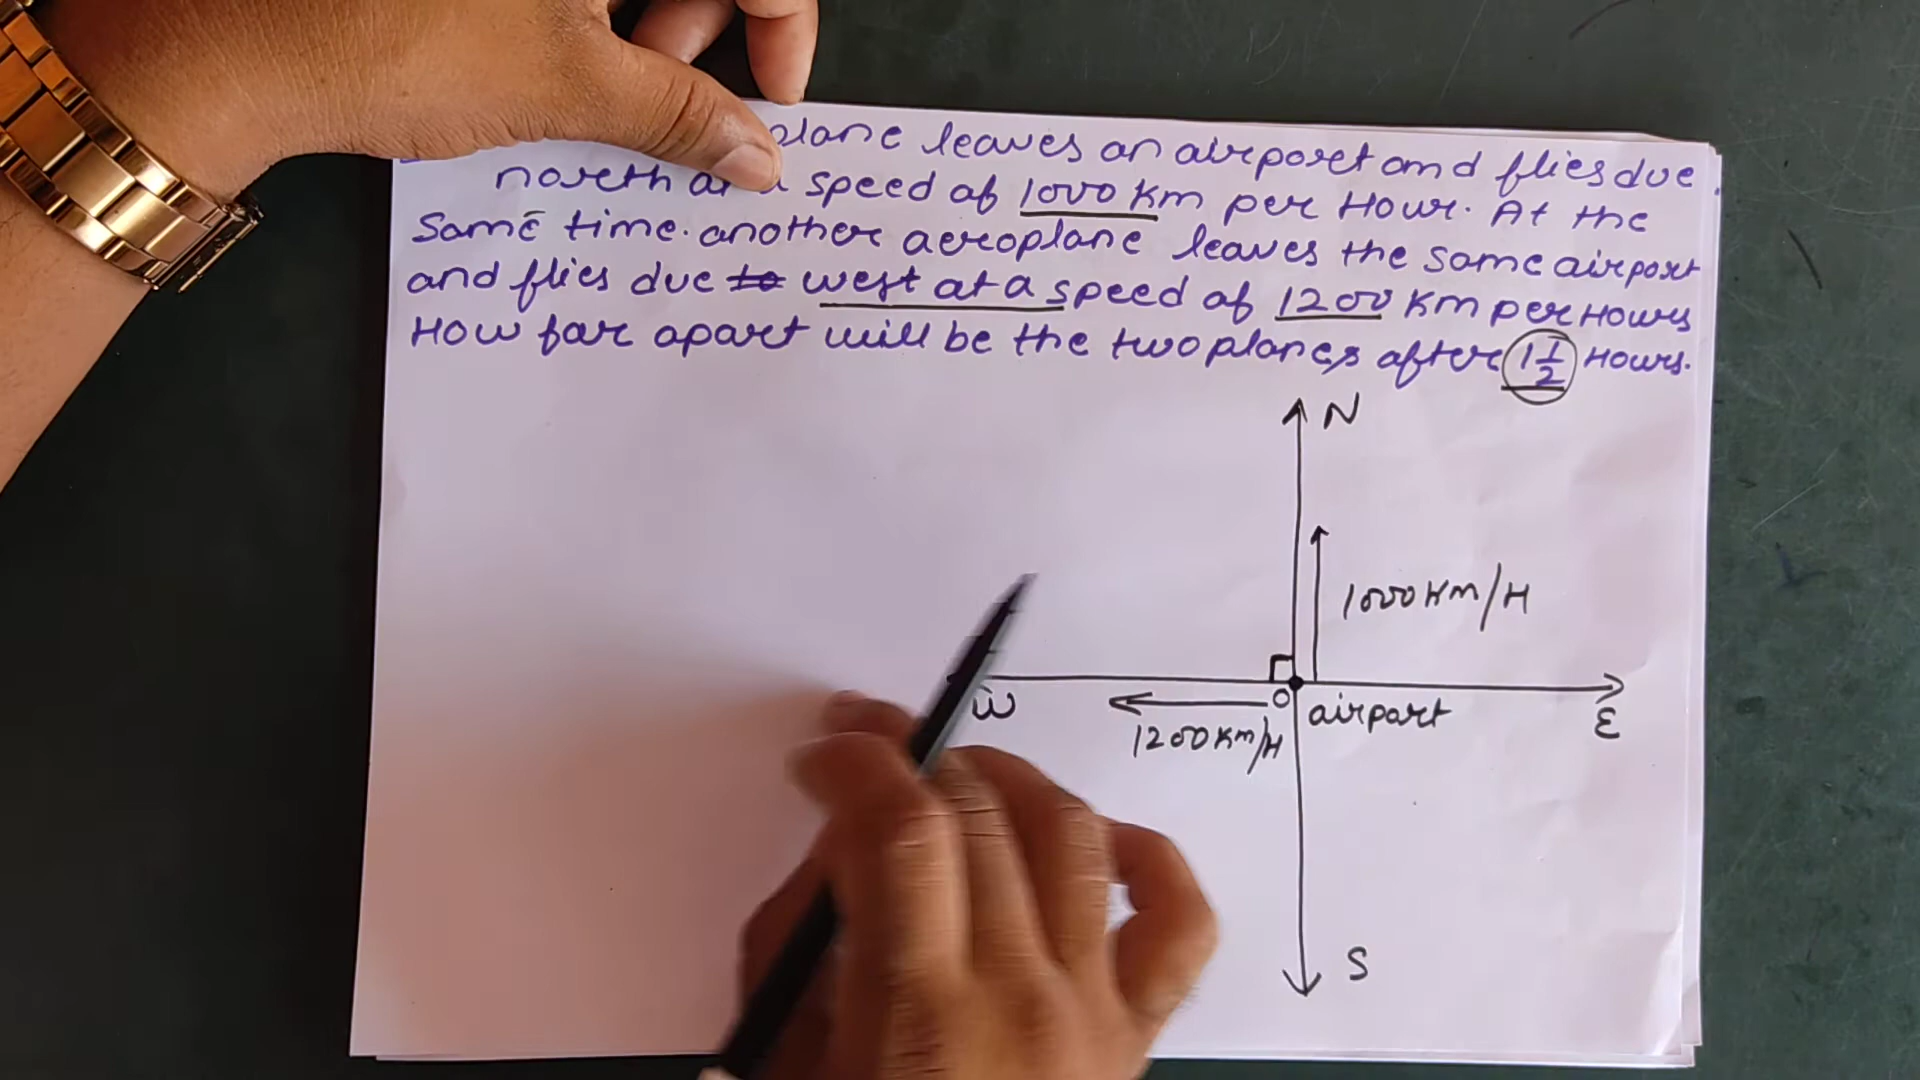 plane leaves an airport and flies due
north at a speed of 1000 Km per Hour. At the
Same time. another aeroplane leaves the same airport
and flies due to west at a speed of 1200 Km per Hours
How far apart will be the two planes after 1 1/2 Hours.
N
1000 Km/H
W
O
airpart
E
1200 Km/H
S